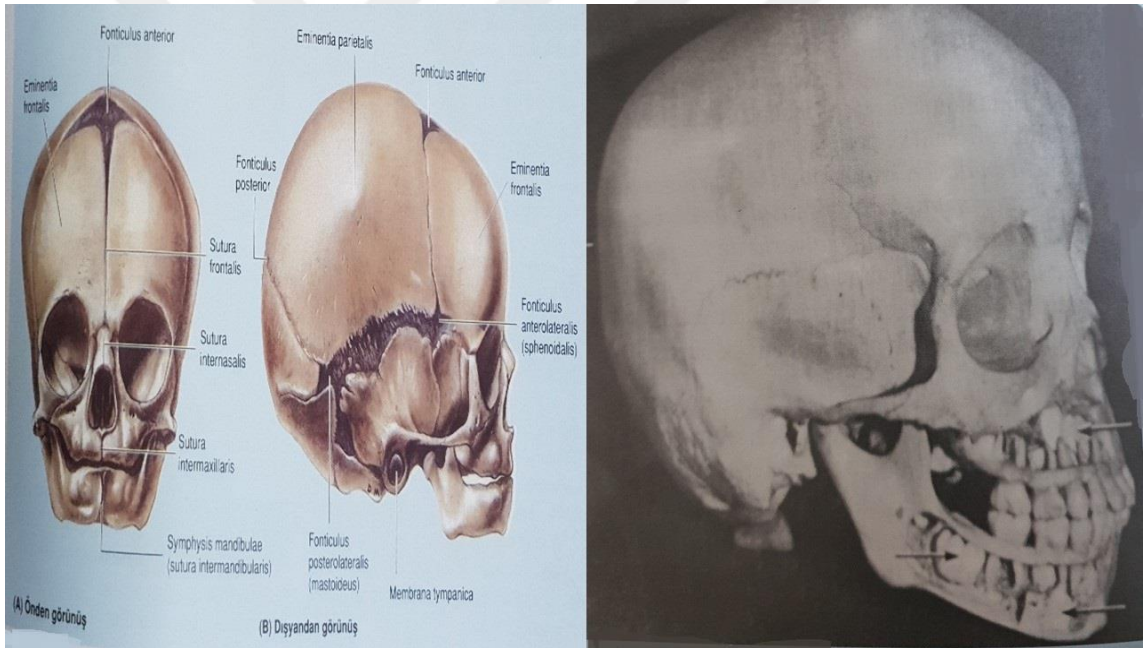 Fonticulus anterior
Eminentia
frontalis
Sutura
frontalis
Sutura
internasalis
Sutura
intermaxillaris
Symphysis mandibulae
(sutura intermandibularis)
(A) Önden görünüş
Eminentia parietalis
Fonticulus anterior
Fonticulus
posterior
Eminentia
frontalis
Fonticulus
anterolateralis
(sphenoidalis)
Fonticulus
posterolateralis
(mastoideus)
Membrana tympanica
(B) Dışyandan görünüş